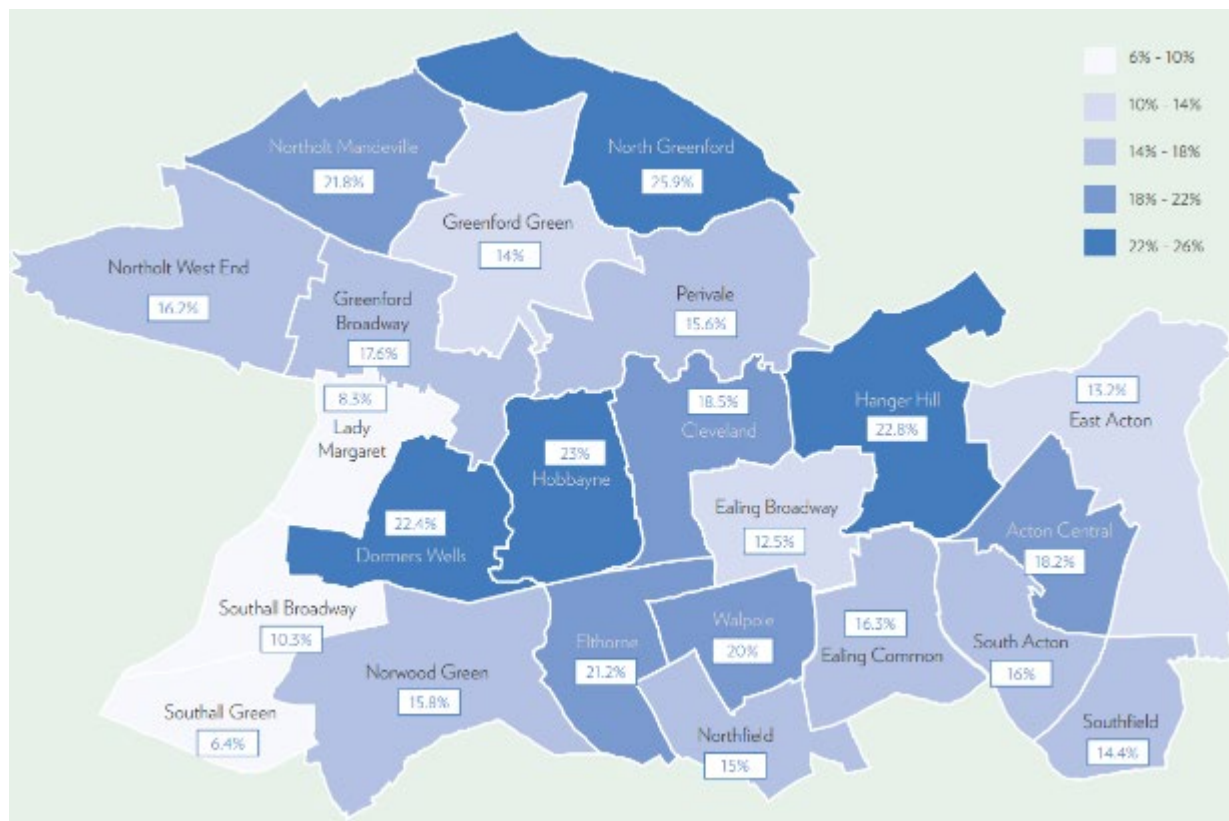 6% - 10%
10% - 14%
14% - 18%
18% - 22%
22% - 26%
Northolt Mandeville
21.8%
North Greenford
25.9%
Greenford Green
14%
Northolt West End
16.2%
Greenford
Broadway
17.6%
Perivale
15.6%
8.3%
Lady
Margaret
18.5%
Cleveland
Hanger Hill
22.8%
13.2%
East Acton
23%
Hobbayne
22.4%
Dormers Wells
Ealing Broadway
12.5%
Acton Central
18.2%
Southall Broadway
10.3%
Norwood Green
15.8%
Elthorne
21.2%
Walpole
20%
16.3%
Ealing Common
South Acton
16%
Southall Green
6.4%
Northfield
15%
Southfield
14.4%